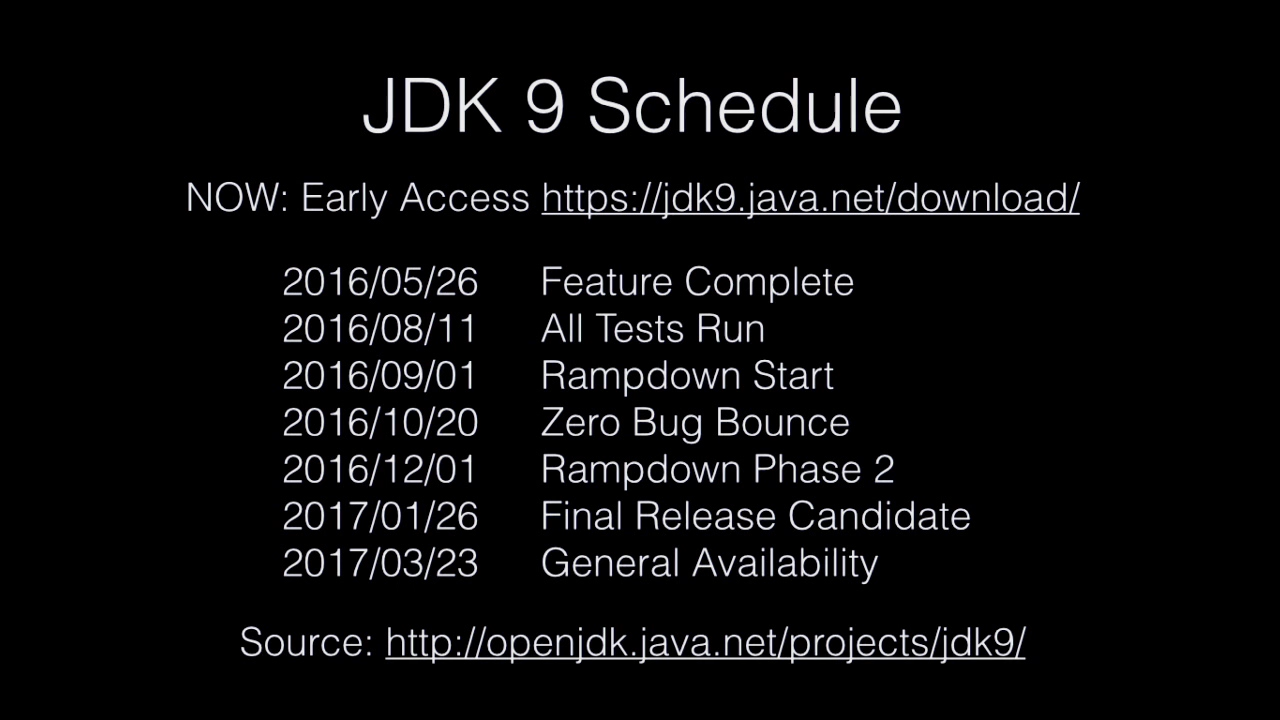 JDK 9 Schedule
NOW: Early Access https://jdk9.java.net/download/
2016/05/26 Feature Complete
2016/08/11 All Tests Run
2016/09/01 Rampdown Start
2016/10/20 Zero Bug Bounce
2016/12/01 Rampdown Phase 2
2017/01/26 Final Release Candidate
2017/03/23 General Availability
Source: http://openjdk.java.net/projects/jdk9/